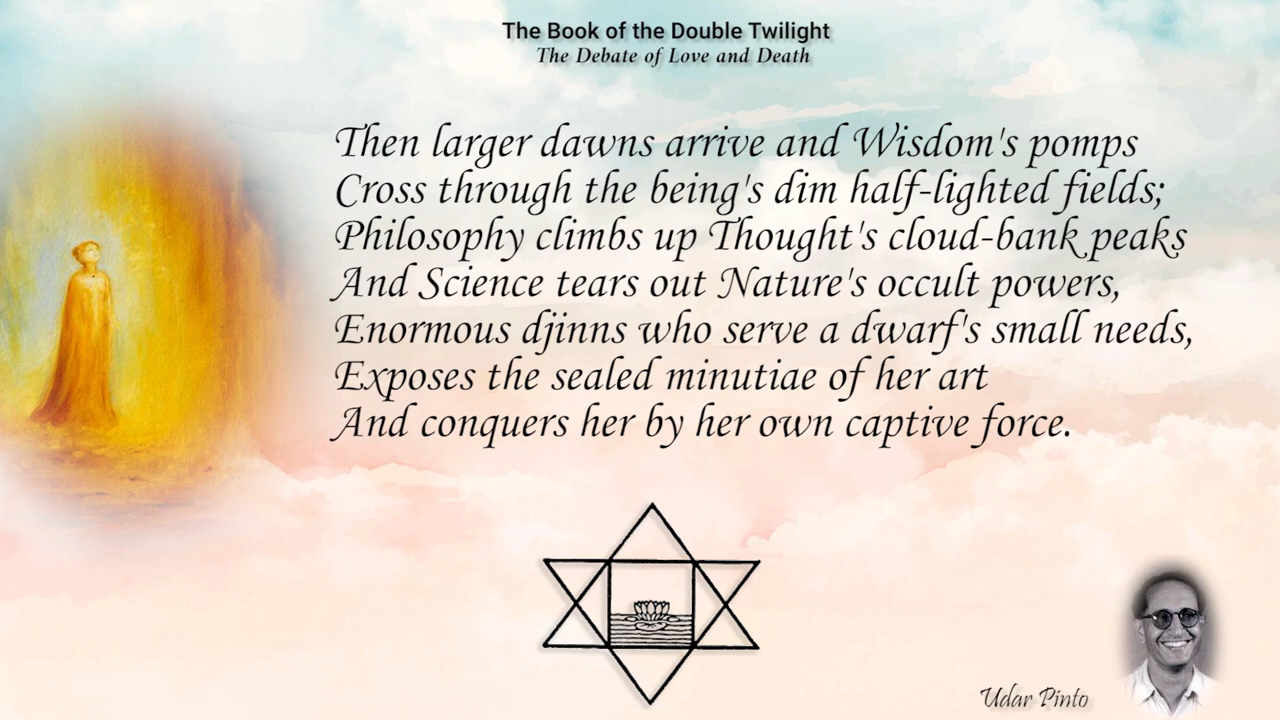 The Book of the Double Twilight
The Debate of Love and Death
Then larger dawns arrive and Wisdom's pomps
Cross through the being's dim half-lighted fields;
Philosophy climbs up Thought's cloud-bank peaks
And Science tears out Nature's occult powers,
Enormous djinns who serve a dwarf's small needs,
Exposes the sealed minutiae of her art
And conquers her by her own captive force.
Udar Pinto